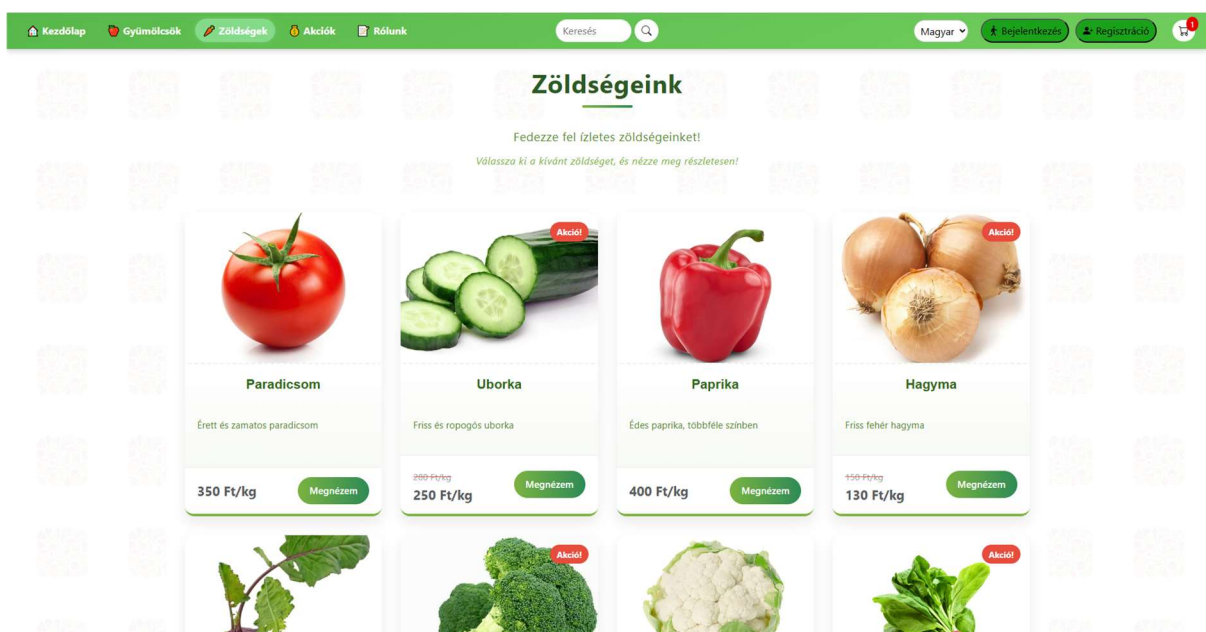 Kezdőlap Gyümölcsök Zöldségek Akciók Rólunk Keresés Magyar Bejelentkezés Regisztráció 1
Zöldségeink
Fedezze fel ízletes zöldségeinket!
Válassza ki a kívánt zöldséget, és nézze meg részletesen!
Akció! Akció!
Paradicsom Uborka Paprika Hagyma
Érett és zamatos paradicsom Friss és ropogós uborka Édes paprika, többféle színben Friss fehér hagyma
280 Ft/kg 150 Ft/kg
350 Ft/kg Megnézem 250 Ft/kg Megnézem 400 Ft/kg Megnézem 130 Ft/kg Megnézem
Akció! Akció!